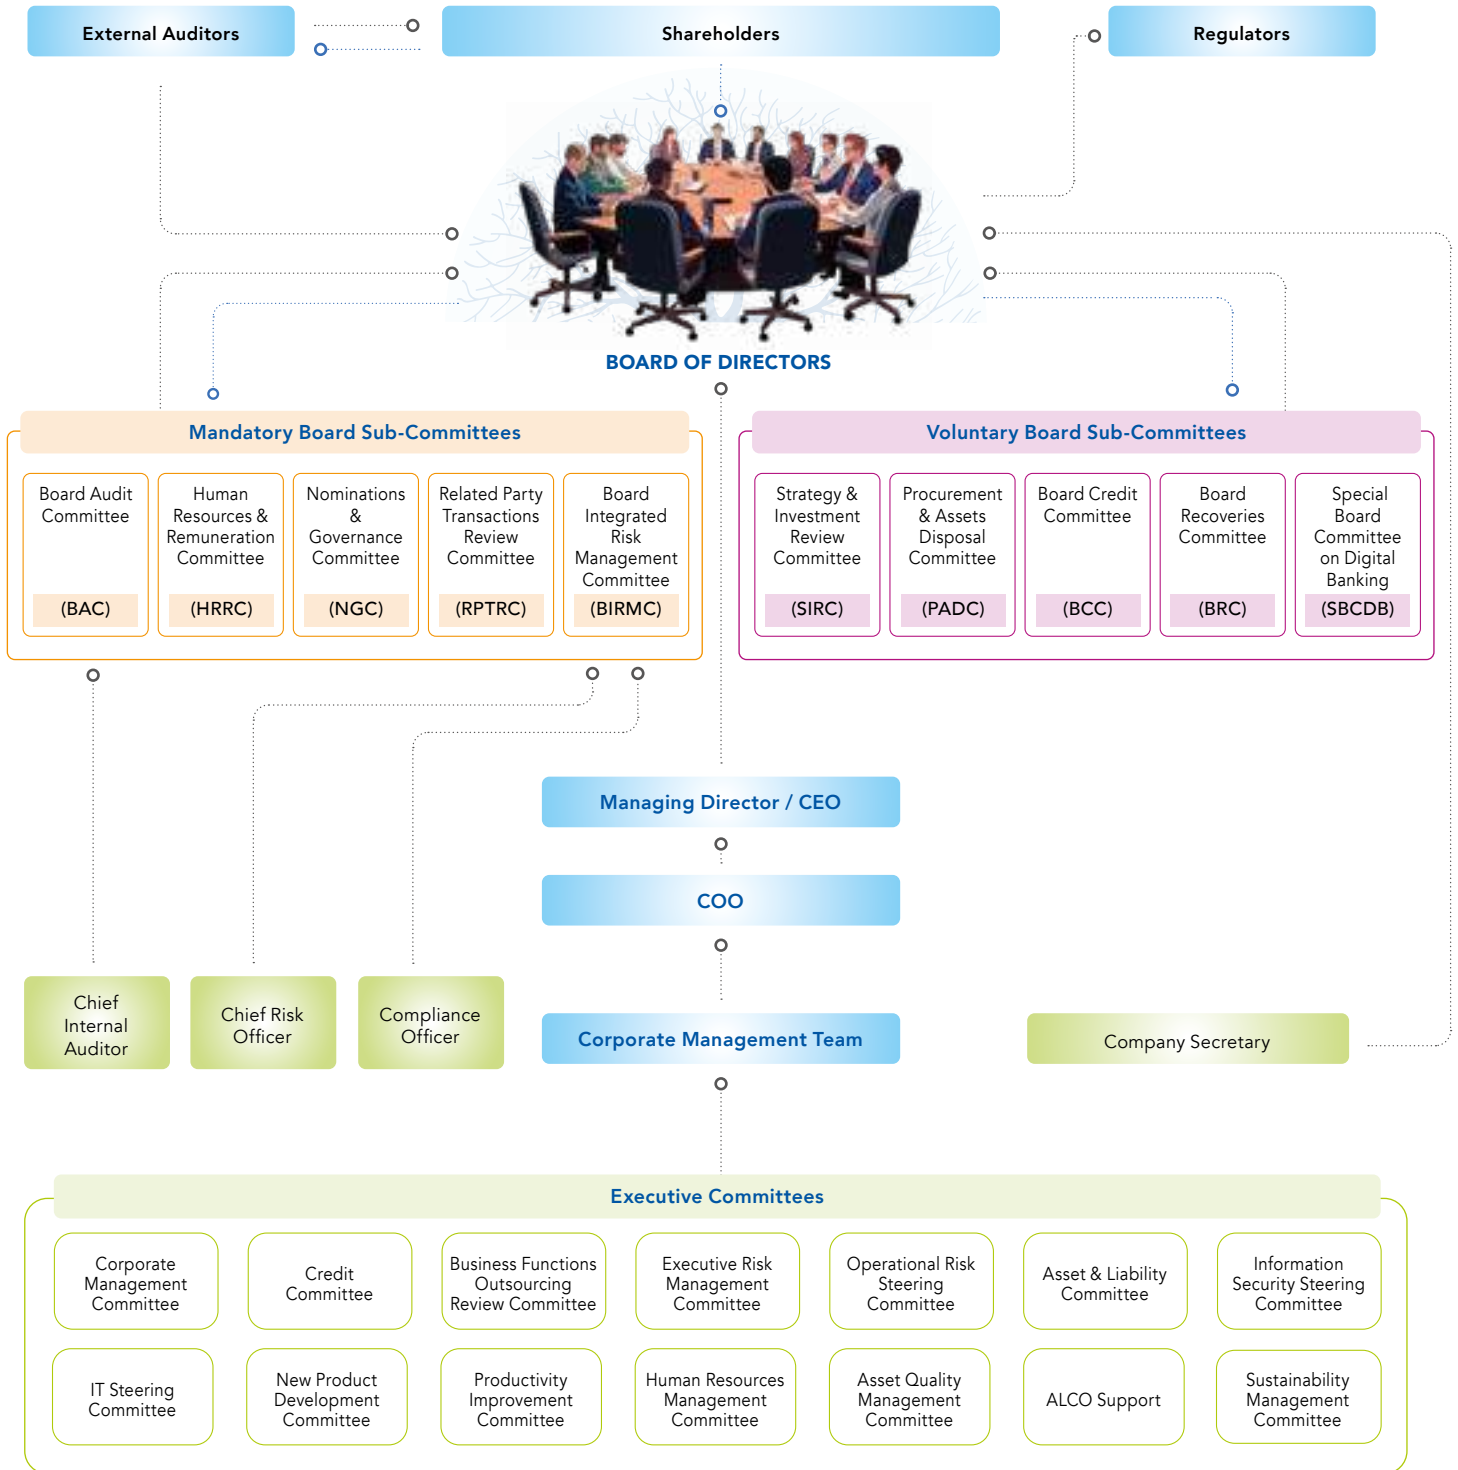 External Auditors
Shareholders
Regulators
BOARD OF DIRECTORS
Mandatory Board Sub-Committees
Board Audit
Committee
(BAC)
Human
Resources &
Remuneration
Committee
(HRRC)
Nominations
&
Governance
Committee
(NGC)
Related Party
Transactions
Review
Committee
(RPTRC)
Board
Integrated
Risk
Management
Committee
(BIRMC)
Voluntary Board Sub-Committees
Strategy &
Investment
Review
Committee
(SIRC)
Procurement
& Assets
Disposal
Committee
(PADC)
Board Credit
Committee
(BCC)
Board
Recoveries
Committee
(BRC)
Special
Board
Committee
on Digital
Banking
(SBCDB)
Managing Director / CEO
COO
Chief
Internal
Auditor
Chief Risk
Officer
Compliance
Officer
Corporate Management Team
Company Secretary
Executive Committees
Corporate
Management
Committee
Credit
Committee
Business Functions
Outsourcing
Review Committee
Executive Risk
Management
Committee
Operational Risk
Steering
Committee
Asset & Liability
Committee
Information
Security Steering
Committee
IT Steering
Committee
New Product
Development
Committee
Productivity
Improvement
Committee
Human Resources
Management
Committee
Asset Quality
Management
Committee
ALCO Support
Sustainability
Management
Committee